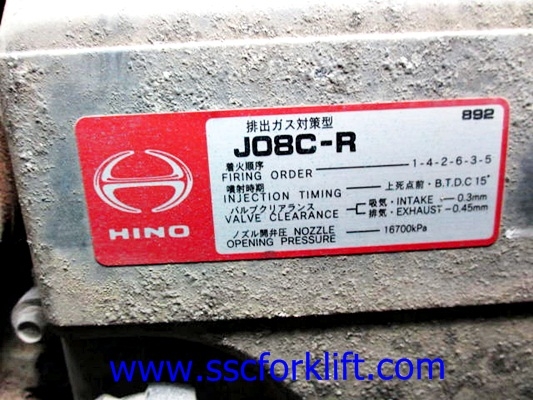 892
排出ガス対策型
J08C-R
着火順序
FIRING ORDER 1-4-2-6-3-5
噴射時期
INJECTION TIMING 上死点前・B.T.D.C 15°
バルブクリアランス 吸気・INTAKE 0.3mm
VALVE CLEARANCE 排気・EXHAUST 0.45mm
ノズル開弁圧 NOZZLE
OPENING PRESSURE 16700kPa
HINO
www.sscforklift.com